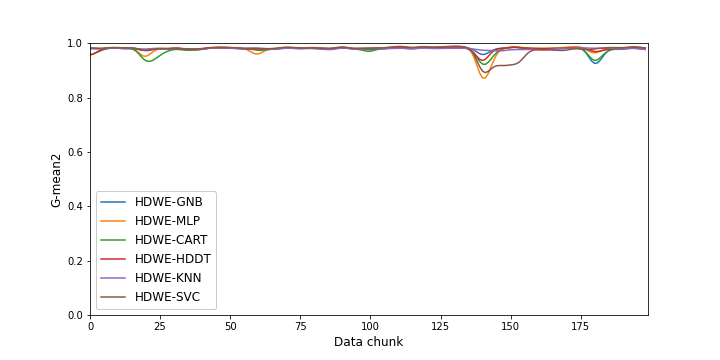 1.0
0.8
0.6
0.4
0.2
0.0
G-mean2
HDWE-GNB
HDWE-MLP
HDWE-CART
HDWE-HDDT
HDWE-KNN
HDWE-SVC
0 25 50 75 100 125 150 175
Data chunk